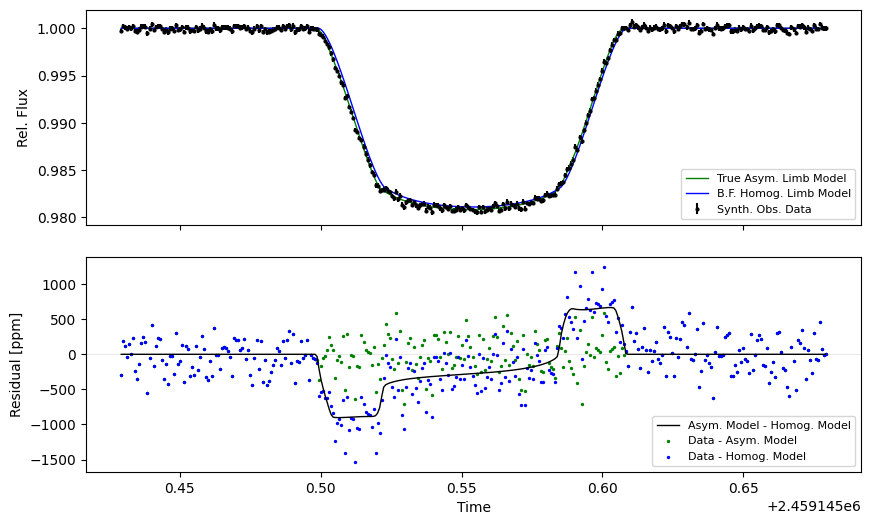 1.000
0.995
0.990
0.985
0.980
Rel. Flux
True Asym. Limb Model
B.F. Homog. Limb Model
Synth. Obs. Data
1000
500
0
−500
−1000
−1500
Residual [ppm]
Asym. Model - Homog. Model
Data - Asym. Model
Data - Homog. Model
0.45 0.50 0.55 0.60 0.65
Time
+2.459145e6